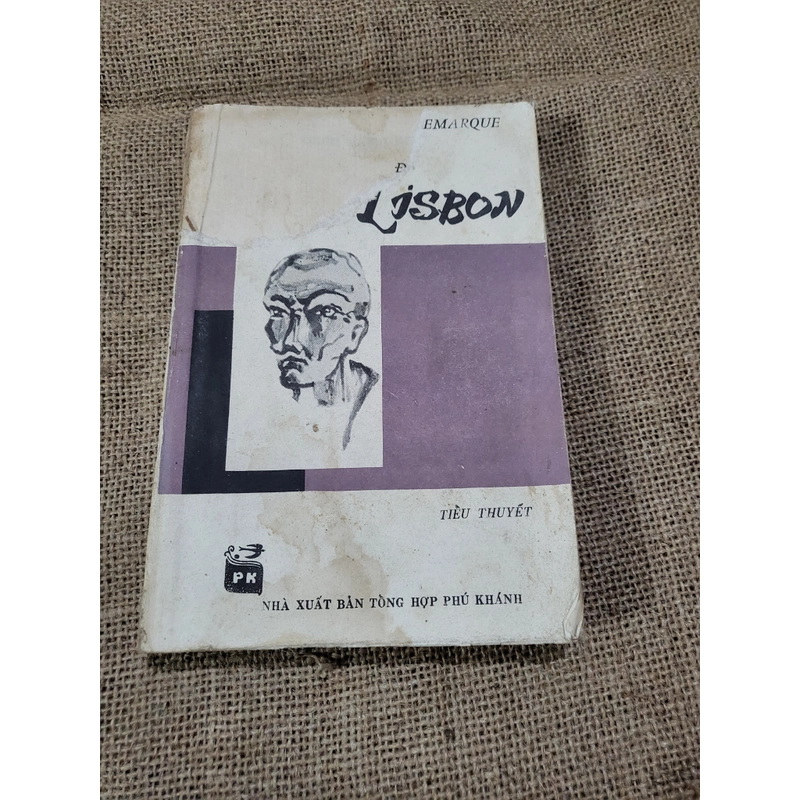 EMARQUE
Đ
LISBON
TIỂU THUYẾT
PK
NHÀ XUẤT BẢN TỔNG HỢP PHÚ KHÁNH